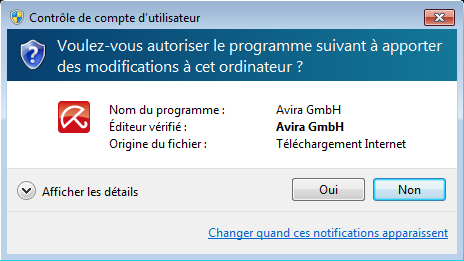 Contrôle de compte d'utilisateur
Voulez-vous autoriser le programme suivant à apporter
des modifications à cet ordinateur ?
Nom du programme : Avira GmbH
Éditeur vérifié : Avira GmbH
Origine du fichier : Téléchargement Internet
Afficher les détails Oui Non
Changer quand ces notifications apparaissent